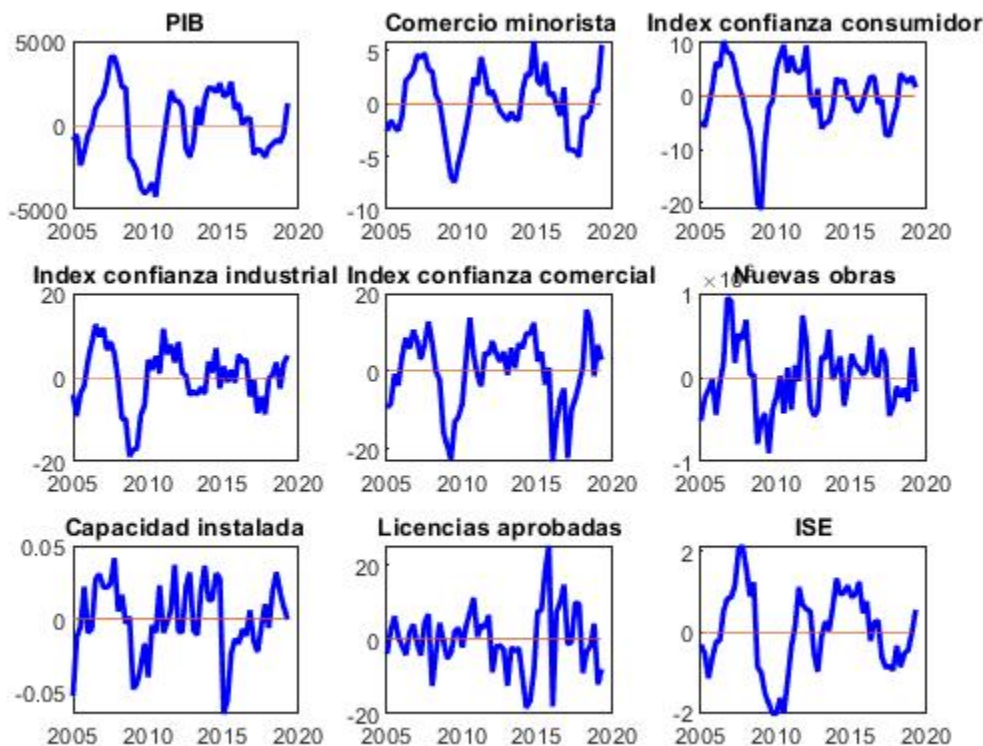 PIB
Comercio minorista
Index confianza consumidor
5000
0
-5000
2005 2010 2015 2020
5
0
-5
-10
2005 2010 2015 2020
10
0
-10
-20
2005 2010 2015 2020
Index confianza industrial
Index confianza comercial
Nuevas obras
20
0
-20
2005 2010 2015 2020
20
0
-20
2005 2010 2015 2020
1
0
-1
2005 2010 2015 2020
Capacidad instalada
Licencias aprobadas
ISE
0.05
0
-0.05
2005 2010 2015 2020
20
0
-20
2005 2010 2015 2020
2
0
-2
2005 2010 2015 2020